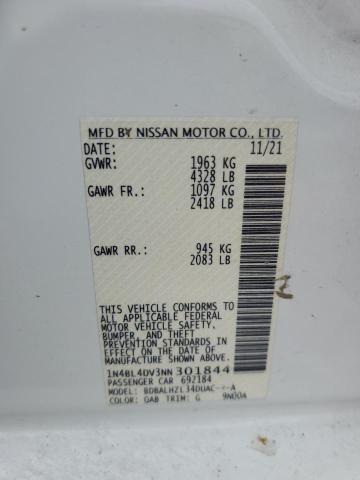 MFD BY NISSAN MOTOR CO., LTD.
DATE: 11/21
GVWR: 1963 KG
4328 LB
GAWR FR.: 1097 KG
2418 LB
GAWR RR.: 945 KG
2083 LB
THIS VEHICLE CONFORMS TO
ALL APPLICABLE FEDERAL
MOTOR VEHICLE SAFETY,
BUMPER, AND THEFT
PREVENTION STANDARDS
IN EFFECT ON THE DATE OF
MANUFACTURE SHOWN ABOVE.
1N4BL4DV3NN301844
PASSENGER CAR 692184
MODEL: BDBALHZL34DUAC---A
COLOR: QAB TRIM: G 9N00A